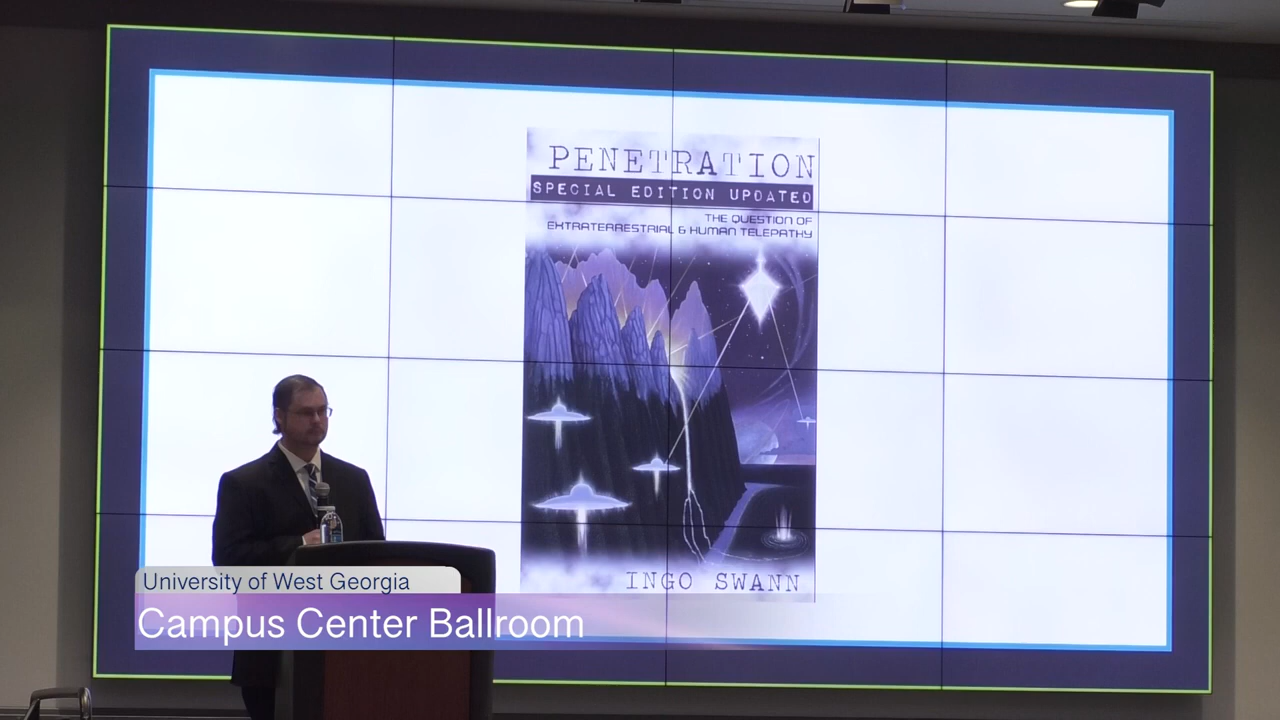 PENETRATION
SPECIAL EDITION UPDATED
THE QUESTION OF
EXTRATERRESTRIAL & HUMAN TELEPATHY
INGO SWANN
University of West Georgia
Campus Center Ballroom